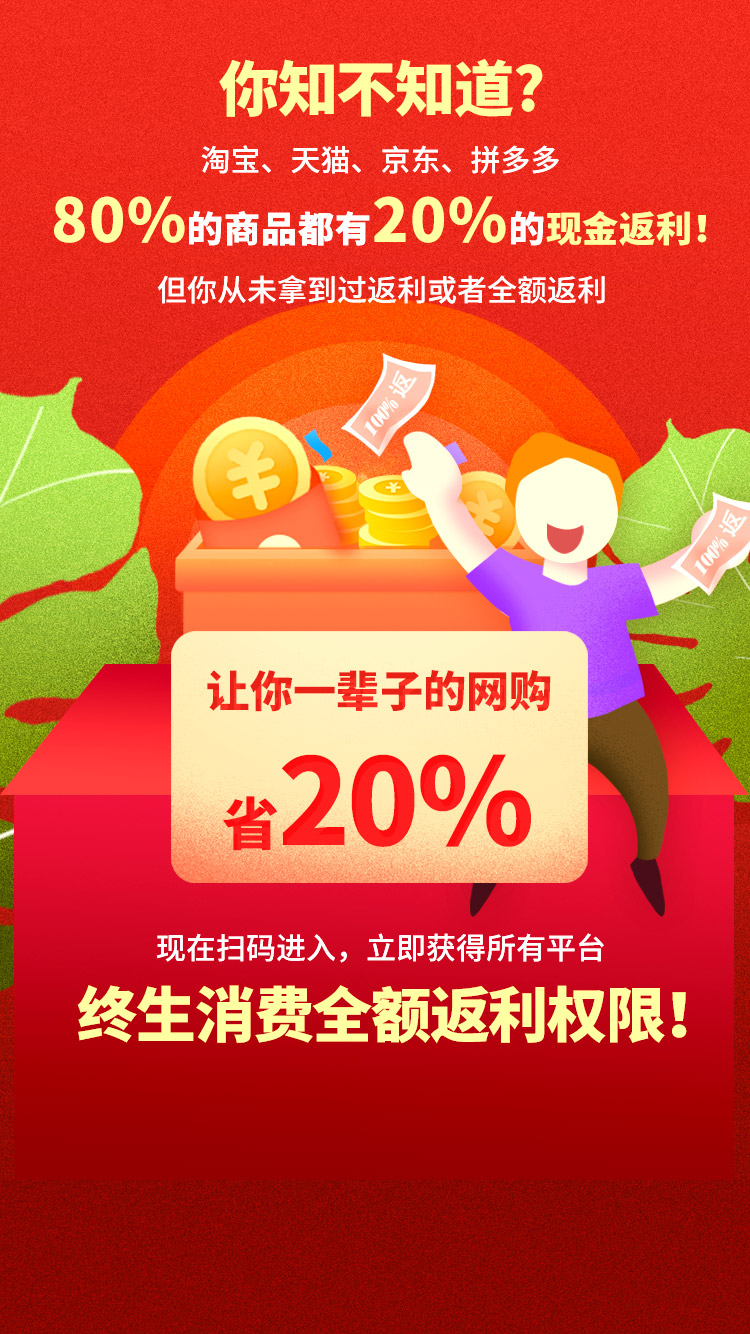 你知不知道?
淘宝、天猫、京东、拼多多
80%的商品都有20%的现金返利!
但你从未拿到过返利或者全额返利
100%返
100%返
让你一辈子的网购
省20%
现在扫码进入，立即获得所有平台
终生消费全额返利权限!